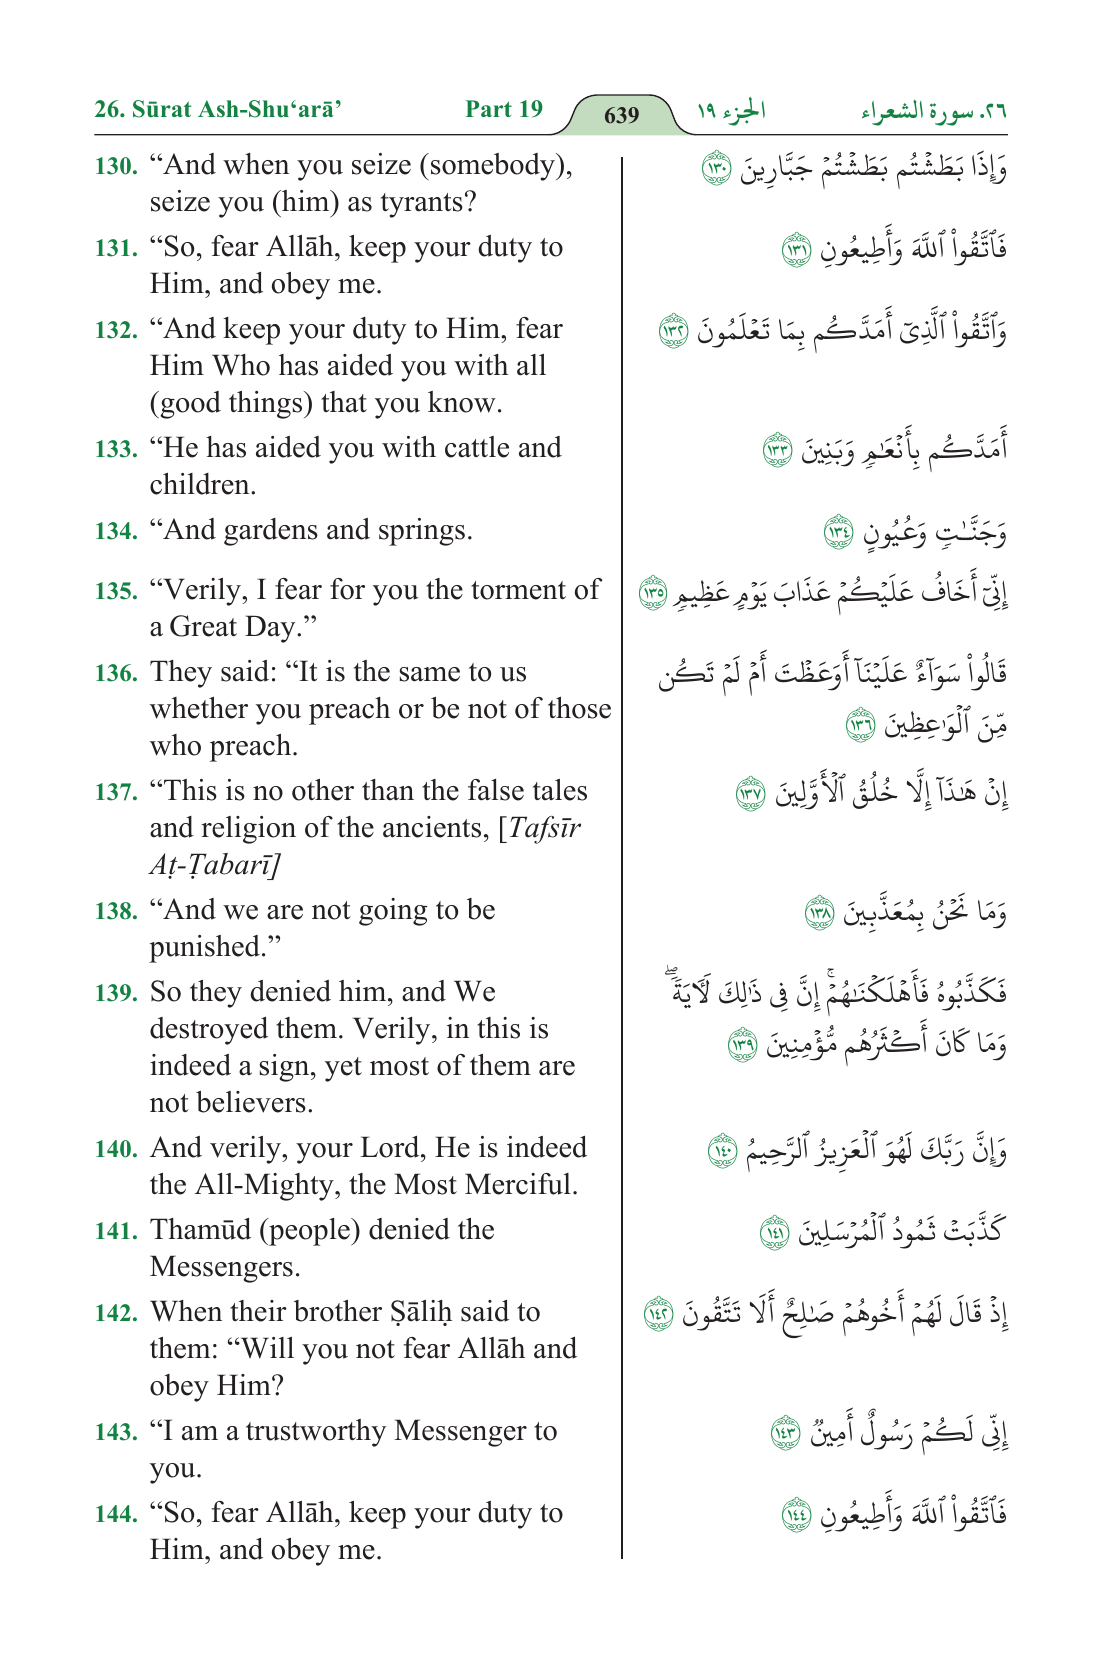 26. Sūrat Ash-Shu‘arā’ Part 19 639 الجزء ١٩ ٢٦. سورة الشعراء
130. “And when you seize (somebody),
seize you (him) as tyrants?
وَإِذَا بَطَشْتُم بَطَشْتُمْ جَبَّارِينَ ١٣٠
131. “So, fear Allāh, keep your duty to
Him, and obey me.
فَٱتَّقُوا۟ ٱللَّهَ وَأَطِيعُونِ ١٣١
132. “And keep your duty to Him, fear
Him Who has aided you with all
(good things) that you know.
وَٱتَّقُوا۟ ٱلَّذِىٓ أَمَدَّكُم بِمَا تَعْلَمُونَ ١٣٢
133. “He has aided you with cattle and
children.
أَمَدَّكُم بِأَنْعَـٰمٍ وَبَنِينَ ١٣٣
134. “And gardens and springs.
وَجَنَّـٰتٍ وَعُيُونٍ ١٣٤
135. “Verily, I fear for you the torment of
a Great Day.”
إِنِّىٓ أَخَافُ عَلَيْكُمْ عَذَابَ يَوْمٍ عَظِيمٍ ١٣٥
136. They said: “It is the same to us
whether you preach or be not of those
who preach.
قَالُوا۟ سَوَآءٌ عَلَيْنَآ أَوَعَظْتَ أَمْ لَمْ تَكُن
مِّنَ ٱلْوَٰعِظِينَ ١٣٦
137. “This is no other than the false tales
and religion of the ancients, [Tafsīr
Aṭ-Ṭabarī]
إِنْ هَـٰذَآ إِلَّا خُلُقُ ٱلْأَوَّلِينَ ١٣٧
138. “And we are not going to be
punished.”
وَمَا نَحْنُ بِمُعَذَّبِينَ ١٣٨
139. So they denied him, and We
destroyed them. Verily, in this is
indeed a sign, yet most of them are
not believers.
فَكَذَّبُوهُ فَأَهْلَكْنَـٰهُمْ ۚ إِنَّ فِى ذَٰلِكَ لَـَٔايَةً ۖ
وَمَا كَانَ أَكْثَرُهُم مُّؤْمِنِينَ ١٣٩
140. And verily, your Lord, He is indeed
the All-Mighty, the Most Merciful.
وَإِنَّ رَبَّكَ لَهُوَ ٱلْعَزِيزُ ٱلرَّحِيمُ ١٤٠
141. Thamūd (people) denied the
Messengers.
كَذَّبَتْ ثَمُودُ ٱلْمُرْسَلِينَ ١٤١
142. When their brother Ṣāliḥ said to
them: “Will you not fear Allāh and
obey Him?
إِذْ قَالَ لَهُمْ أَخُوهُمْ صَـٰلِحٌ أَلَا تَتَّقُونَ ١٤٢
143. “I am a trustworthy Messenger to
you.
إِنِّى لَكُمْ رَسُولٌ أَمِينٌ ١٤٣
144. “So, fear Allāh, keep your duty to
Him, and obey me.
فَٱتَّقُوا۟ ٱللَّهَ وَأَطِيعُونِ ١٤٤